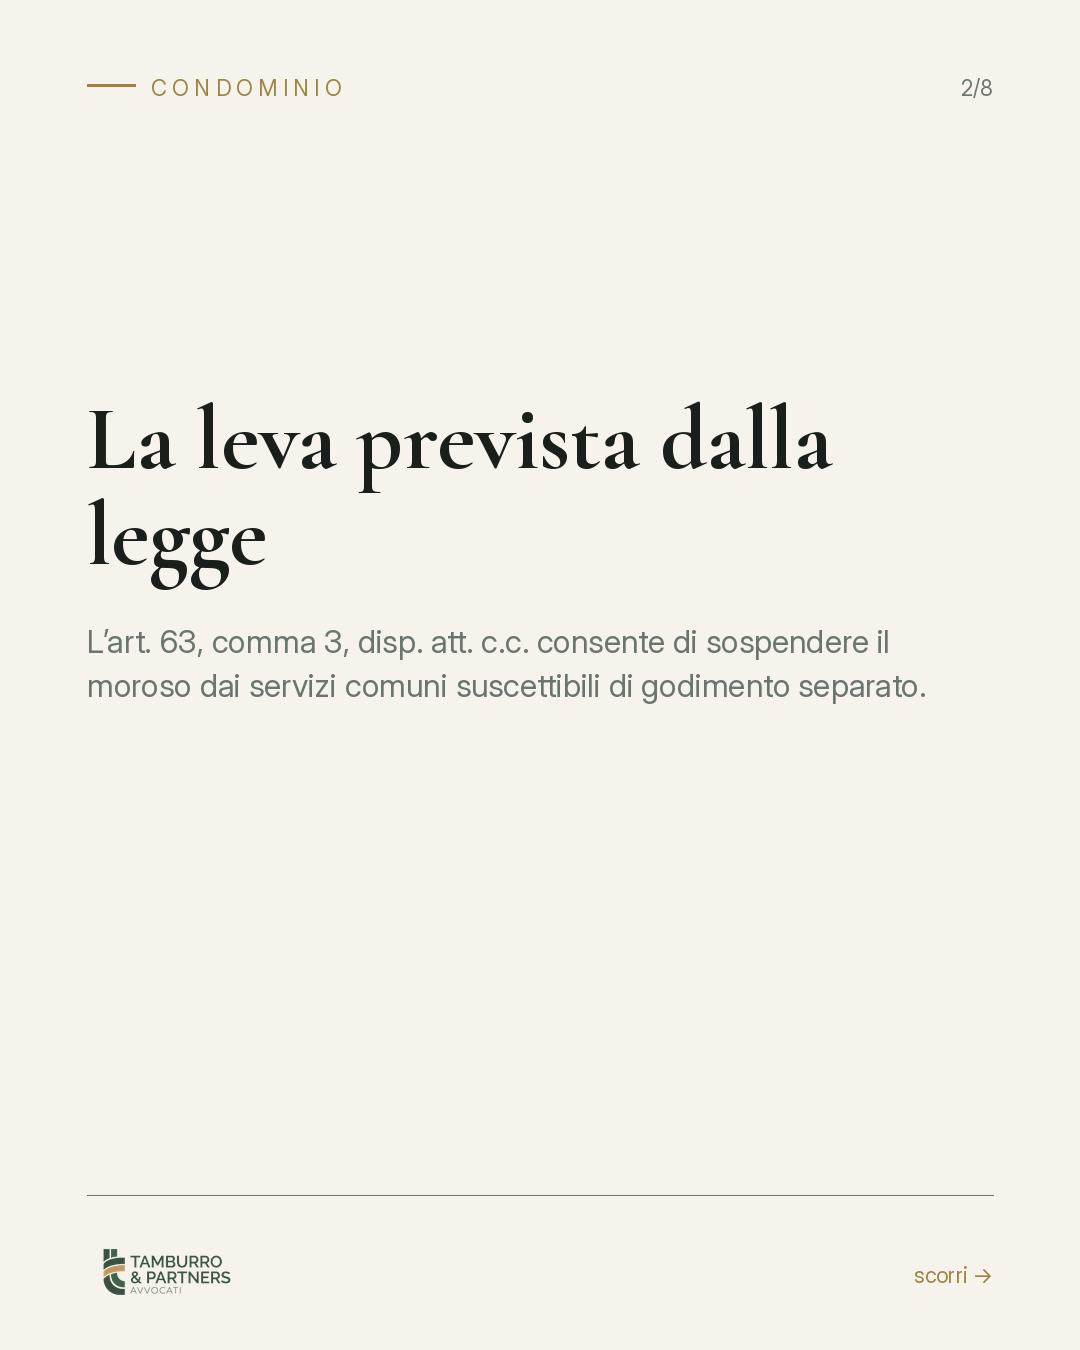 CONDOMINIO
2/8
La leva prevista dalla
legge
L’art. 63, comma 3, disp. att. c.c. consente di sospendere il
moroso dai servizi comuni suscettibili di godimento separato.
TAMBURRO
& PARTNERS
AVVOCATI
scorri →